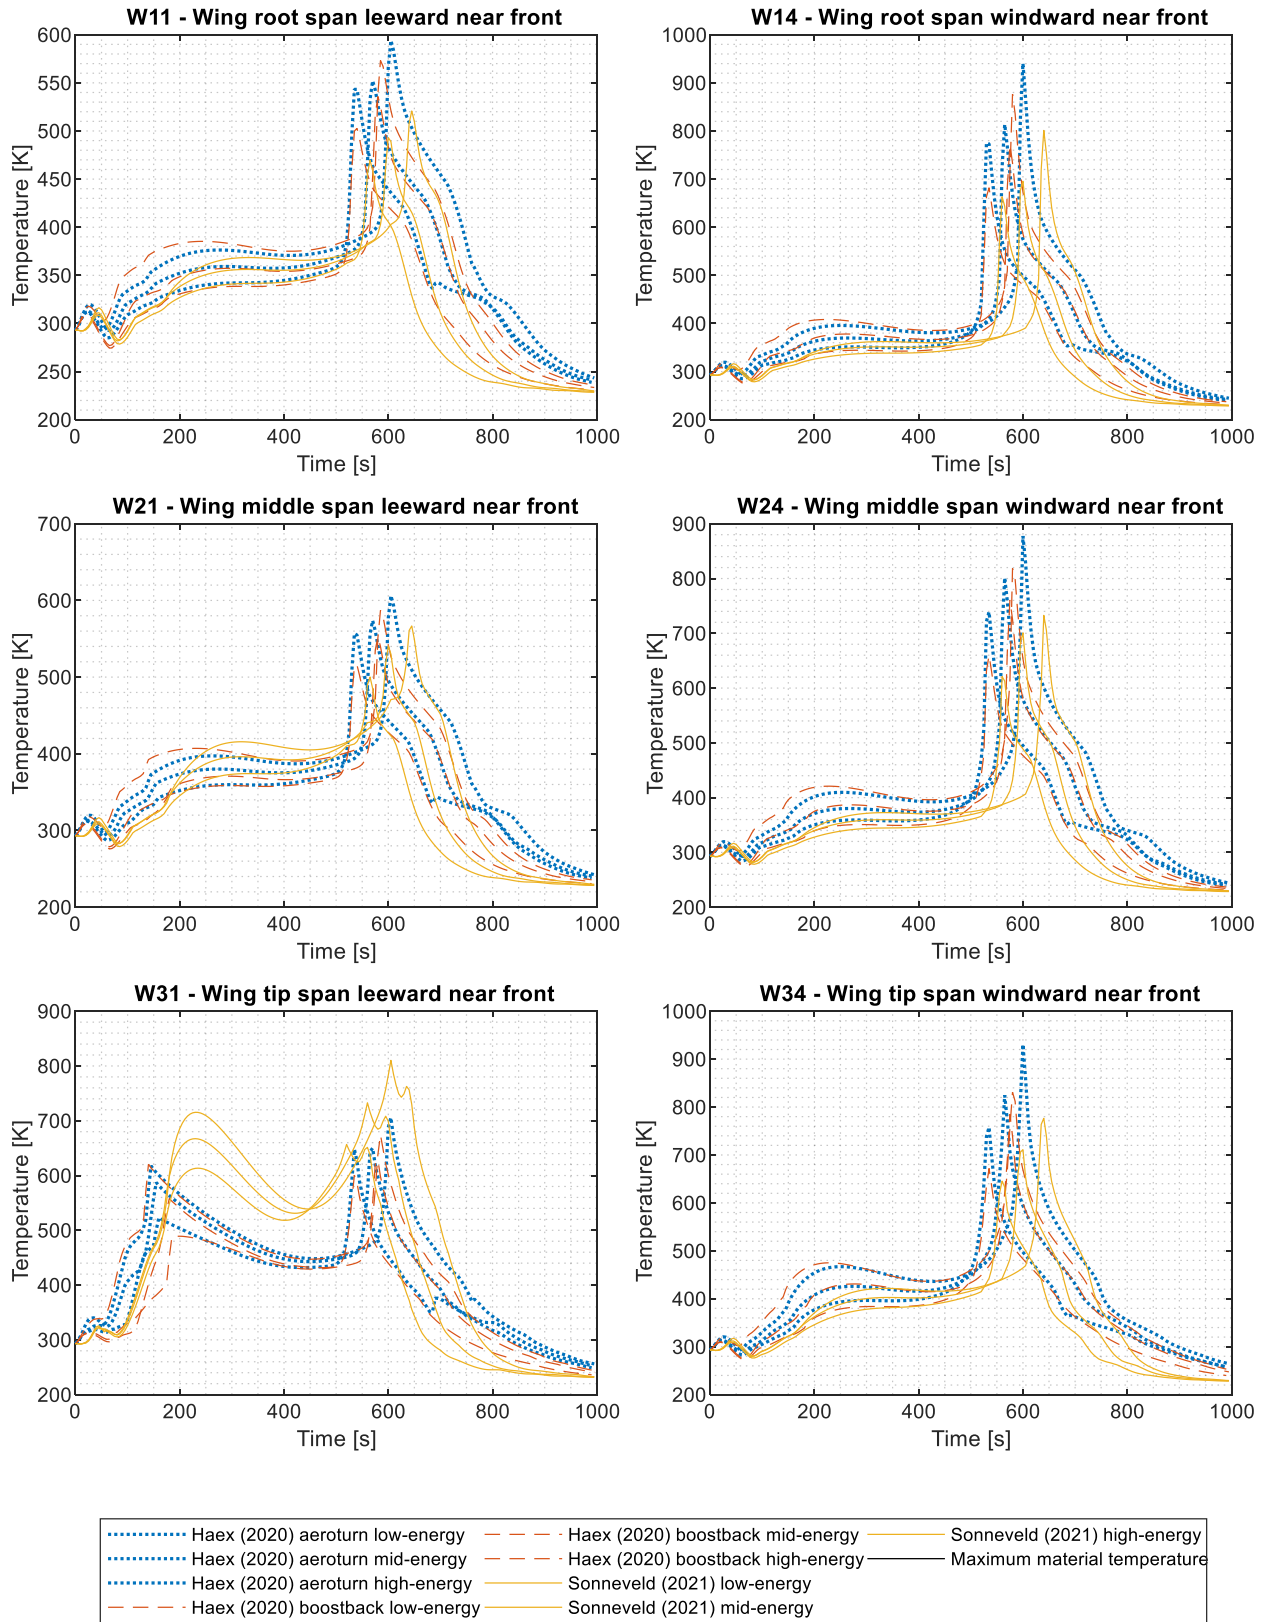 W11 - Wing root span leeward near front
600
550
500
450
400
350
300
250
200
Temperature [K]
0 200 400 600 800 1000
Time [s]
W14 - Wing root span windward near front
1000
900
800
700
600
500
400
300
200
Temperature [K]
0 200 400 600 800 1000
Time [s]
W21 - Wing middle span leeward near front
700
600
500
400
300
200
Temperature [K]
0 200 400 600 800 1000
Time [s]
W24 - Wing middle span windward near front
900
800
700
600
500
400
300
200
Temperature [K]
0 200 400 600 800 1000
Time [s]
W31 - Wing tip span leeward near front
900
800
700
600
500
400
300
200
Temperature [K]
0 200 400 600 800 1000
Time [s]
W34 - Wing tip span windward near front
1000
900
800
700
600
500
400
300
200
Temperature [K]
0 200 400 600 800 1000
Time [s]
Haex (2020) aeroturn low-energy
Haex (2020) aeroturn mid-energy
Haex (2020) aeroturn high-energy
Haex (2020) boostback low-energy
Haex (2020) boostback mid-energy
Haex (2020) boostback high-energy
Sonneveld (2021) low-energy
Sonneveld (2021) mid-energy
Sonneveld (2021) high-energy
Maximum material temperature